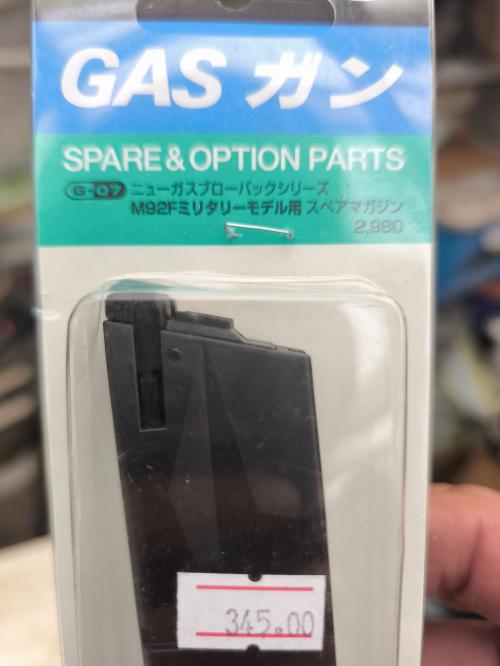 GAS ガン
SPARE & OPTION PARTS
G-07 ニューガスブローバックシリーズ
M92Fミリタリーモデル用 スペアマガジン
2,980
345.00